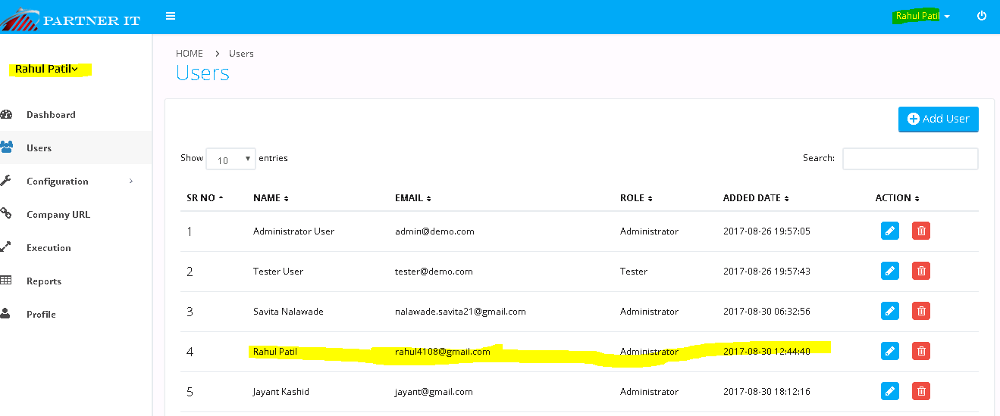 PARTNER IT
Rahul Patil
Rahul Patil
Dashboard
Users
Configuration
Company URL
Execution
Reports
Profile
HOME > Users
Users
Add User
Show 10 entries
Search:
SR NO NAME EMAIL ROLE ADDED DATE ACTION
1 Administrator User admin@demo.com Administrator 2017-08-26 19:57:05
2 Tester User tester@demo.com Tester 2017-08-26 19:57:43
3 Savita Nalawade nalawade.savita21@gmail.com Administrator 2017-08-30 06:32:56
4 Rahul Patil rahul4108@gmail.com Administrator 2017-08-30 12:44:40
5 Jayant Kashid jayant@gmail.com Administrator 2017-08-30 18:12:16